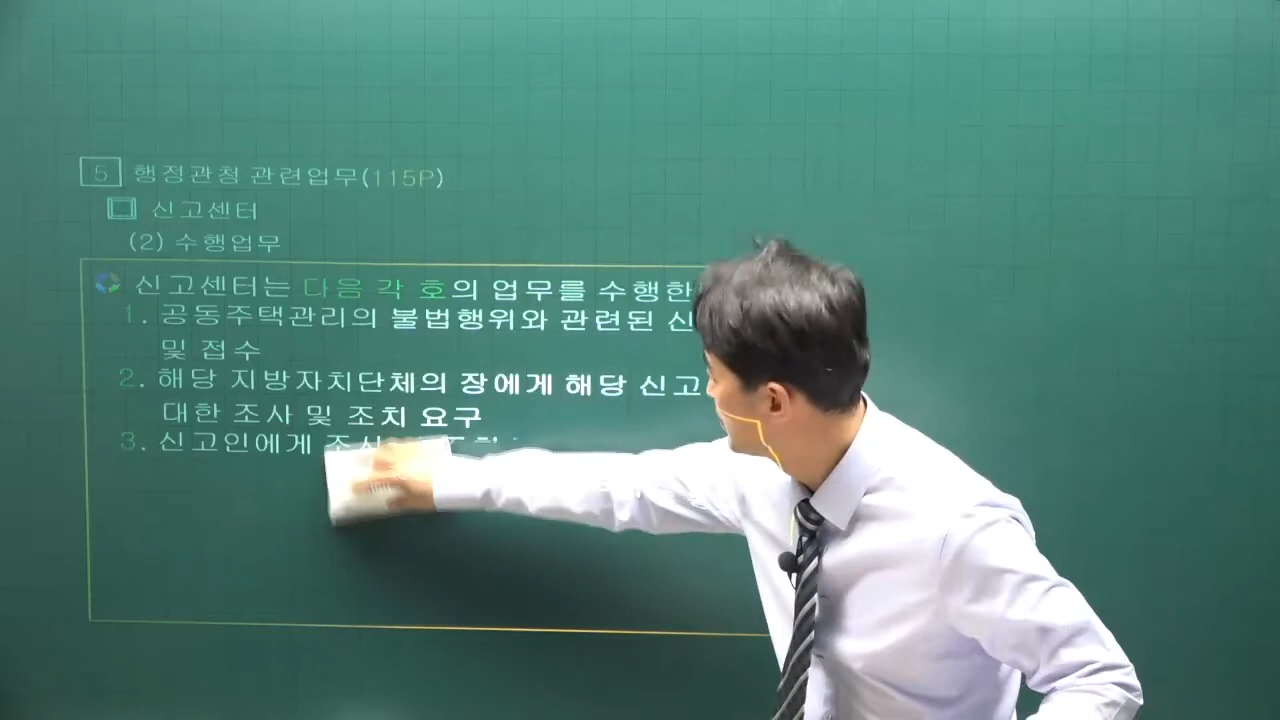 5 행정관청 관련업무(115P)
신고센터
(2) 수행업무
신고센터는 다음 각 호의 업무를 수행한
1. 공동주택관리의 불법행위와 관련된 신
및 접수
2. 해당 지방자치단체의 장에게 해당 신고
대한 조사 및 조치 요구
3. 신고인에게